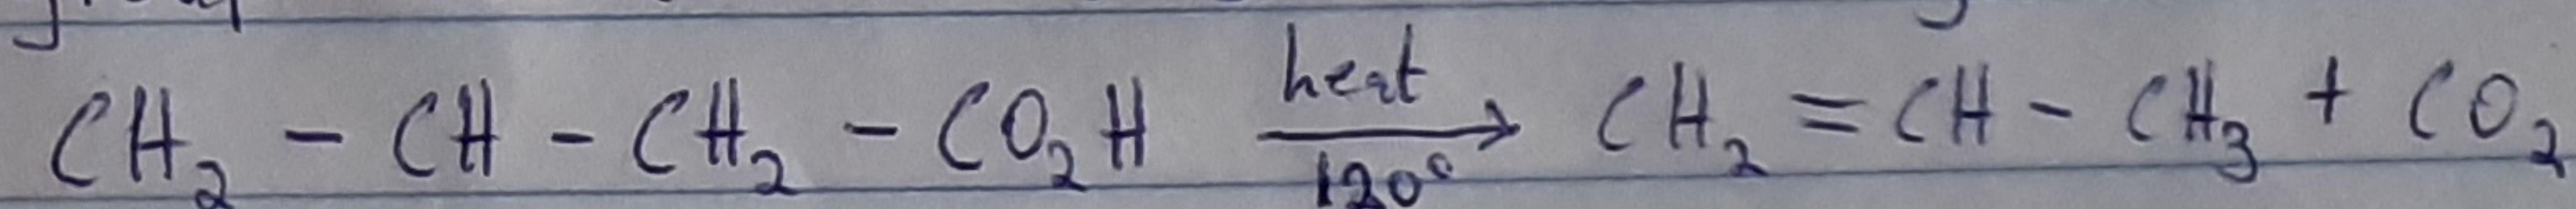 CH₂ - CH - CH₂ - CO₂H heat/120° → CH₂ = CH - CH₃ + CO₂